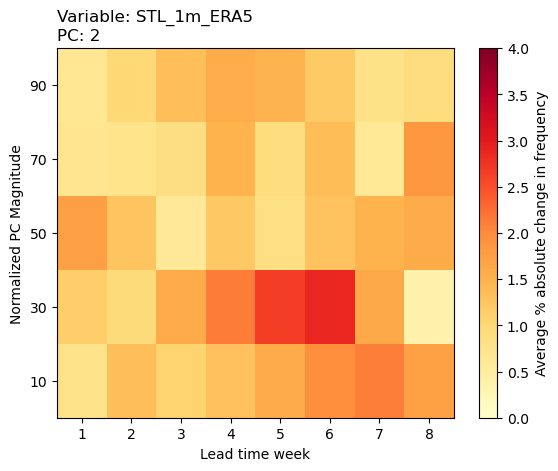 Variable: STL_1m_ERA5
PC: 2
Normalized PC Magnitude
90
70
50
30
10
1 2 3 4 5 6 7 8
Lead time week
4.0
3.5
3.0
2.5
2.0
1.5
1.0
0.5
0.0
Average % absolute change in frequency